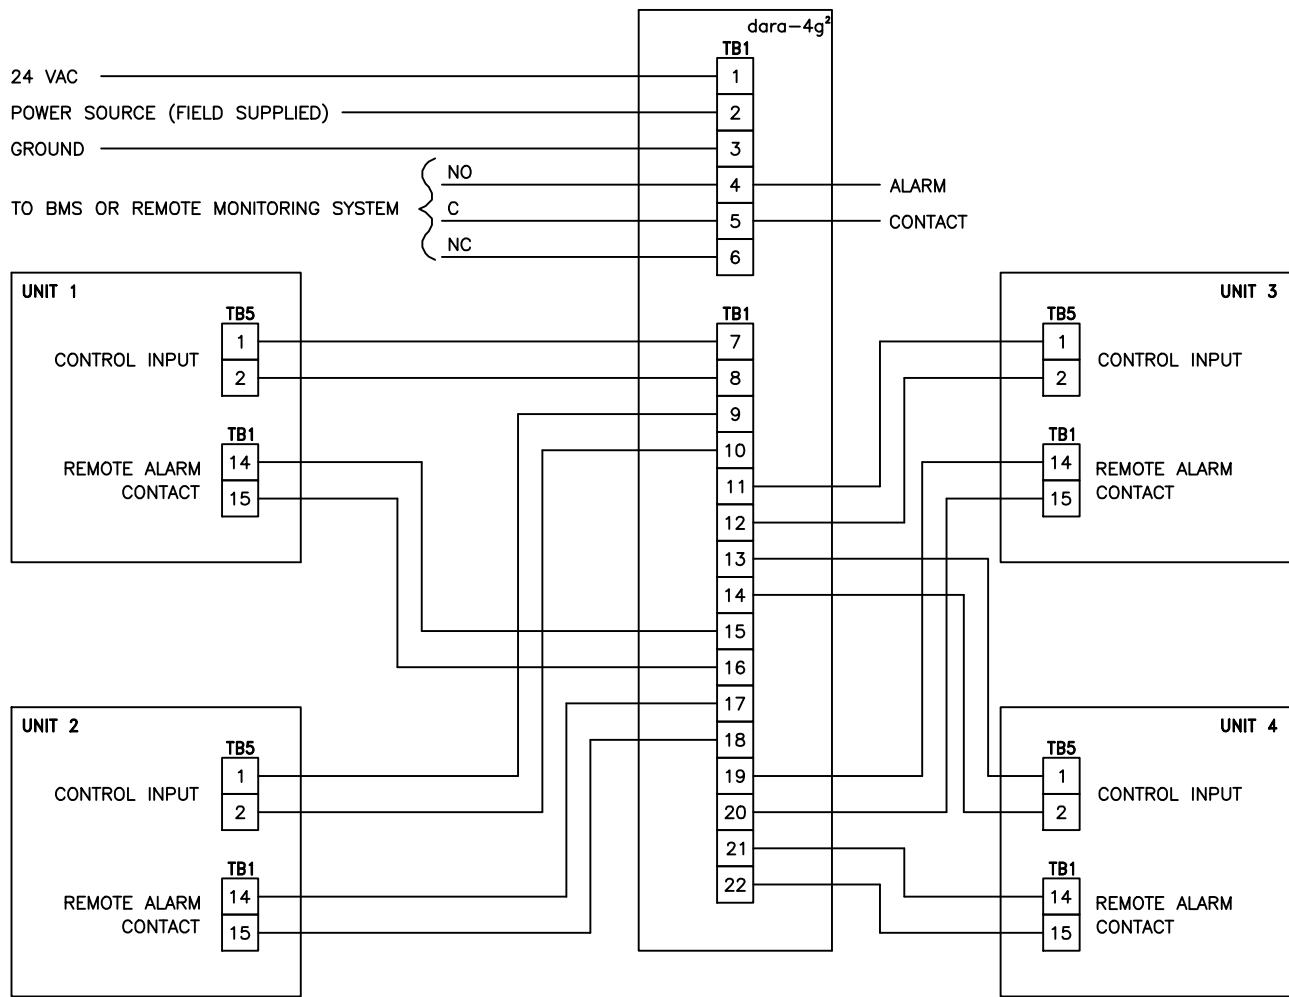 dara-4g²
TB1
24 VAC
1
POWER SOURCE (FIELD SUPPLIED)
2
GROUND
3
NO
4
ALARM
TO BMS OR REMOTE MONITORING SYSTEM
C
5
CONTACT
NC
6
UNIT 1
TB5
1
CONTROL INPUT
2
TB1
14
REMOTE ALARM
CONTACT
15
TB1
7
8
9
10
11
12
13
14
15
16
17
18
19
20
21
22
UNIT 3
TB5
1
CONTROL INPUT
2
TB1
14
REMOTE ALARM
CONTACT
15
UNIT 2
TB5
1
CONTROL INPUT
2
TB1
14
REMOTE ALARM
CONTACT
15
UNIT 4
TB5
1
CONTROL INPUT
2
TB1
14
REMOTE ALARM
CONTACT
15